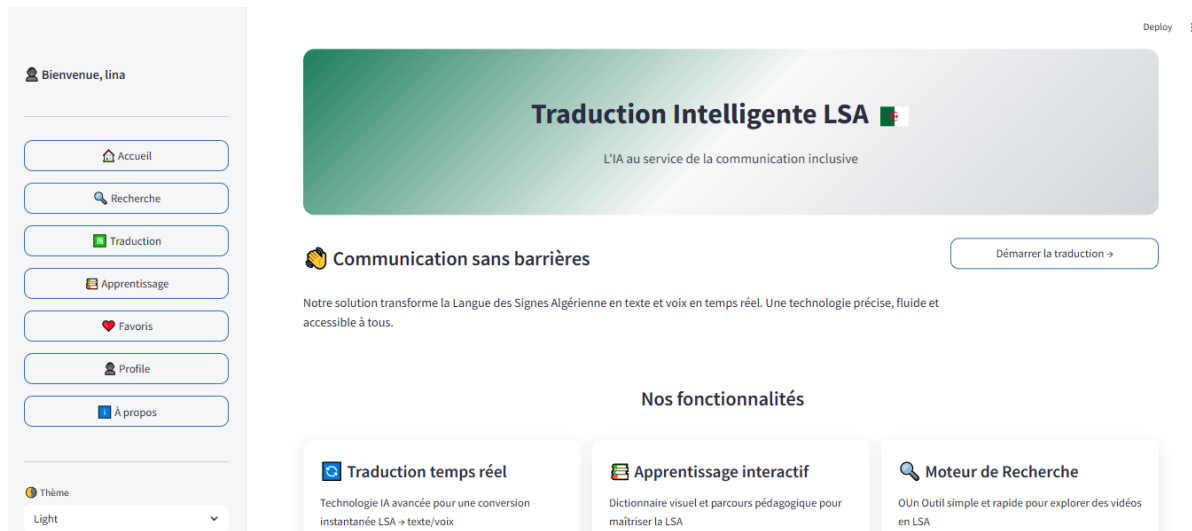 Deploy
Bienvenue, lina
Accueil
Recherche
Traduction
Apprentissage
Favoris
Profile
À propos
Thème
Light
Traduction Intelligente LSA
L'IA au service de la communication inclusive
Communication sans barrières
Démarrer la traduction →
Notre solution transforme la Langue des Signes Algérienne en texte et voix en temps réel. Une technologie précise, fluide et
accessible à tous.
Nos fonctionnalités
Traduction temps réel
Technologie IA avancée pour une conversion
instantanée LSA → texte/voix
Apprentissage interactif
Dictionnaire visuel et parcours pédagogique pour
maîtriser la LSA
Moteur de Recherche
OUn Outil simple et rapide pour explorer des vidéos
en LSA